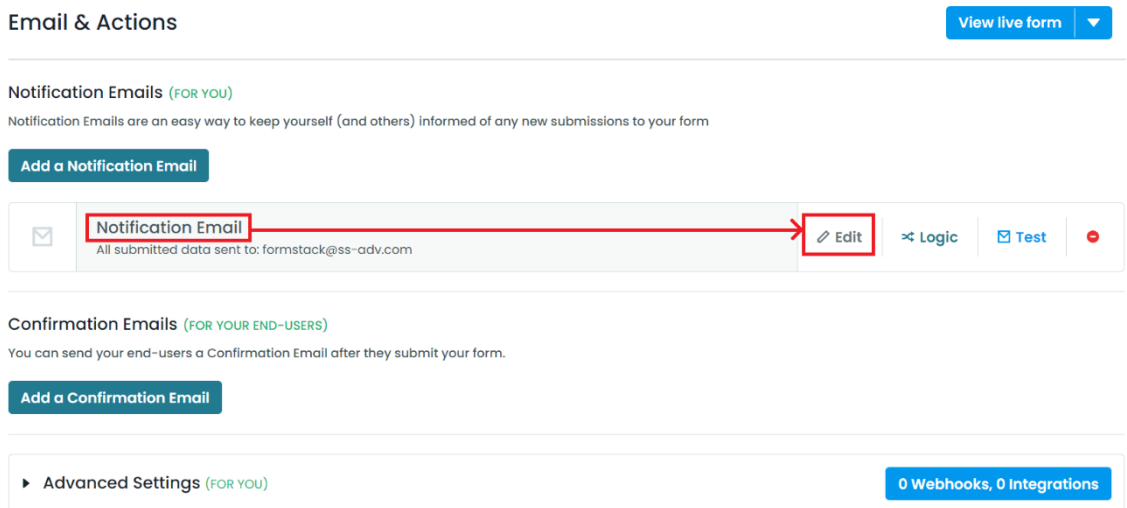 Email & Actions
View live form
Notification Emails (FOR YOU)
Notification Emails are an easy way to keep yourself (and others) informed of any new submissions to your form
Add a Notification Email
Notification Email
All submitted data sent to: formstack@ss-adv.com
Edit
Logic
Test
Confirmation Emails (FOR YOUR END-USERS)
You can send your end-users a Confirmation Email after they submit your form.
Add a Confirmation Email
Advanced Settings (FOR YOU)
0 Webhooks, 0 Integrations